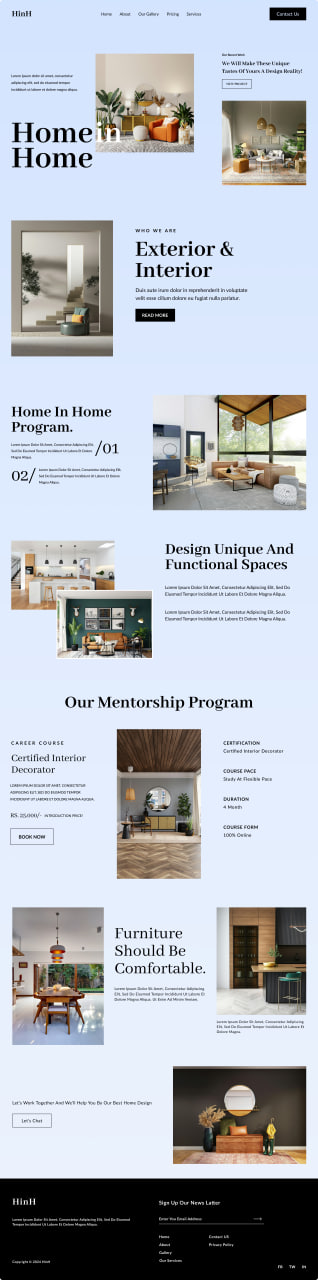 HinH
Home About Our Gallery Pricing Services
Contact Us
Lorem ipsum dolor sit amet, consectetur
adipiscing elit, sed do eiusmod tempor
incididunt ut labore et dolore magna aliqua.
Home in
Home
Our Recent Work
We Will Make These Unique
Tastes Of Yours A Design Reality!
WHO WE ARE
Exterior &
Interior
Duis aute irure dolor in reprehenderit in voluptate
velit esse cillum dolore eu fugiat nulla pariatur.
READ MORE
Home In Home
Program.
Lorem Ipsum Dolor Sit Amet, Consectetur Adipiscing Elit,
Sed Do Eiusmod Tempor Incididunt Ut Labore Et Dolore
Magna Aliqua.
/01
02/
Lorem Ipsum Dolor Sit Amet, Consectetur Adipiscing Elit,
Sed Do Eiusmod Tempor Incididunt Ut Labore Et Dolore
Magna Aliqua.
Design Unique And
Functional Spaces
Lorem Ipsum Dolor Sit Amet, Consectetur Adipiscing Elit, Sed Do
Eiusmod Tempor Incididunt Ut Labore Et Dolore Magna Aliqua.
Lorem Ipsum Dolor Sit Amet, Consectetur Adipiscing Elit, Sed Do
Eiusmod Tempor Incididunt Ut Labore Et Dolore Magna Aliqua.
Our Mentorship Program
CAREER COURSE
Certified Interior
Decorator
LOREM IPSUM DOLOR SIT AMET, CONSECTETUR
ADIPISCING ELIT, SED DO EIUSMOD TEMPOR
INCIDIDUNT UT LABORE ET DOLORE MAGNA ALIQUA.
RS. 25,000/- INTRODUCTION PRICE!
BOOK NOW
CERTIFICATION
Certified Interior Decorator
COURSE PACE
Study At Flexible Pace
DURATION
4 Month
COURSE FORM
100% Online
Furniture
Should Be
Comfortable.
Lorem Ipsum Dolor Sit Amet, Consectetur Adipiscing
Elit, Sed Do Eiusmod Tempor Incididunt Ut Labore Et
Dolore Magna Aliqua. Ut Enim Ad Minim Veniam.
Lorem Ipsum Dolor Sit Amet, Consectetur Adipiscing
Elit, Sed Do Eiusmod Tempor Incididunt Ut Labore Et
Dolore Magna Aliqua.
Let's Work Together And We'll Help You Be Our Best Home Design
Let's Chat
HinH
Lorem Ipsum Dolor Sit Amet, Consectetur Adipiscing Elit, Sed Do
Eiusmod Tempor Incididunt Ut Labore Et Dolore Magna Aliqua.
Sign Up Our News Latter
Enter You Email Address
Home Contact US
About Privacy Policy
Gallery
Our Services
Copyright © 2024 HinH
FB TW IN